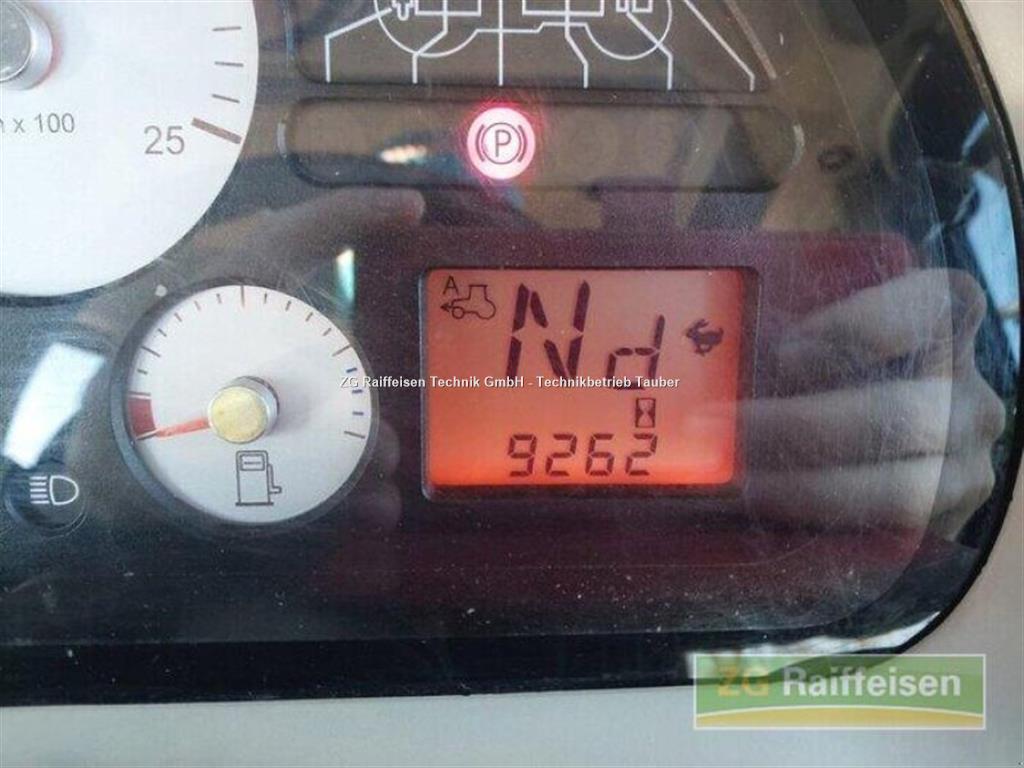 x 100
25
P
A
Nd
ZG Raiffeisen Technik GmbH - Technikbetrieb Tauber
9262
ZG Raiffeisen